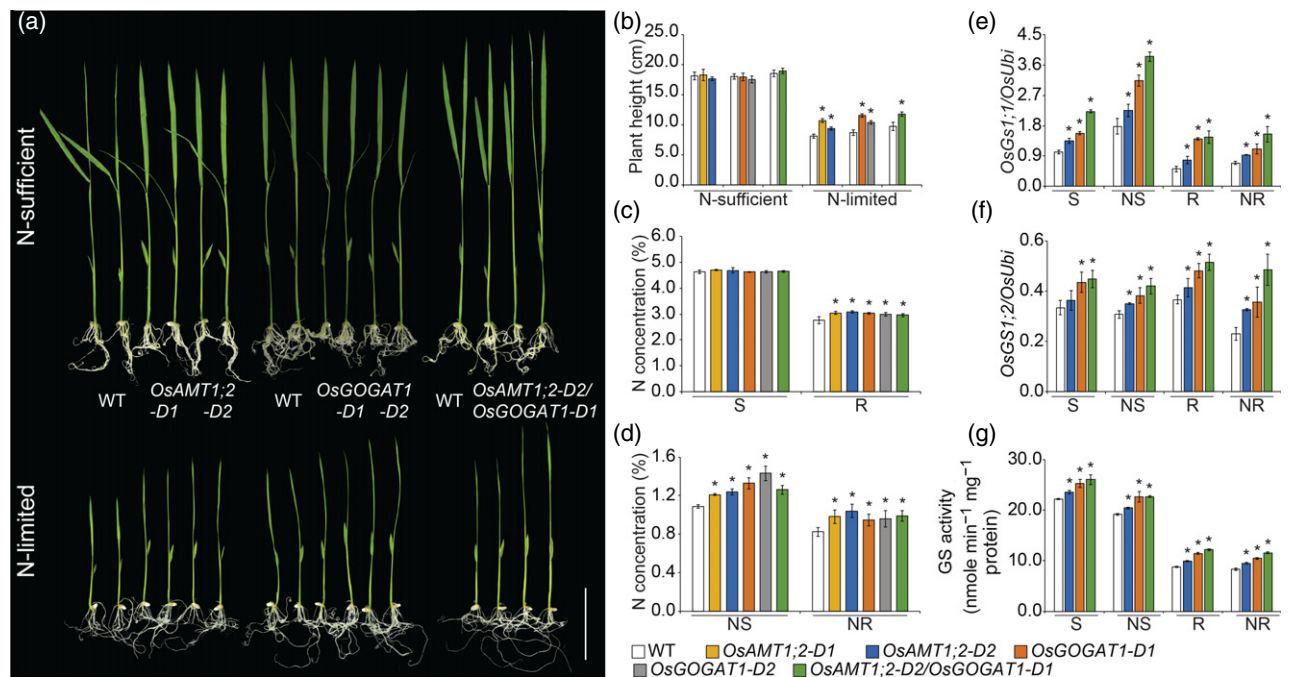 (a)
N-sufficient
WT OsAMT1;2 -D1 -D2 WT OsGOGAT1 -D1 -D2 WT OsAMT1;2-D2/ OsGOGAT1-D1
N-limited
(b)
Plant height (cm)
25.0
20.0
15.0
10.0
5.0
0.0
* * * * *
N-sufficient N-limited
(c)
N concentration (%)
6.0
5.0
4.0
3.0
2.0
1.0
0.0
* * * * *
S R
(d)
N concentration (%)
1.6
1.2
0.8
0.4
0.0
* * * * * * * * * *
NS NR
(e)
OsGs1;1/OsUbi
4.5
3.6
2.7
1.8
0.9
0.0
* * * * * * * * * * * *
S NS R NR
(f)
OsGS1;2/OsUbi
0.6
0.4
0.2
0.0
* * * * * * * * * * *
S NS R NR
(g)
GS activity
(nmole min−1 mg−1
protein)
30.0
20.0
10.0
0.0
* * * * * * * * * * * *
S NS R NR
WT OsAMT1;2-D1 OsAMT1;2-D2 OsGOGAT1-D1
OsGOGAT1-D2 OsAMT1;2-D2/OsGOGAT1-D1